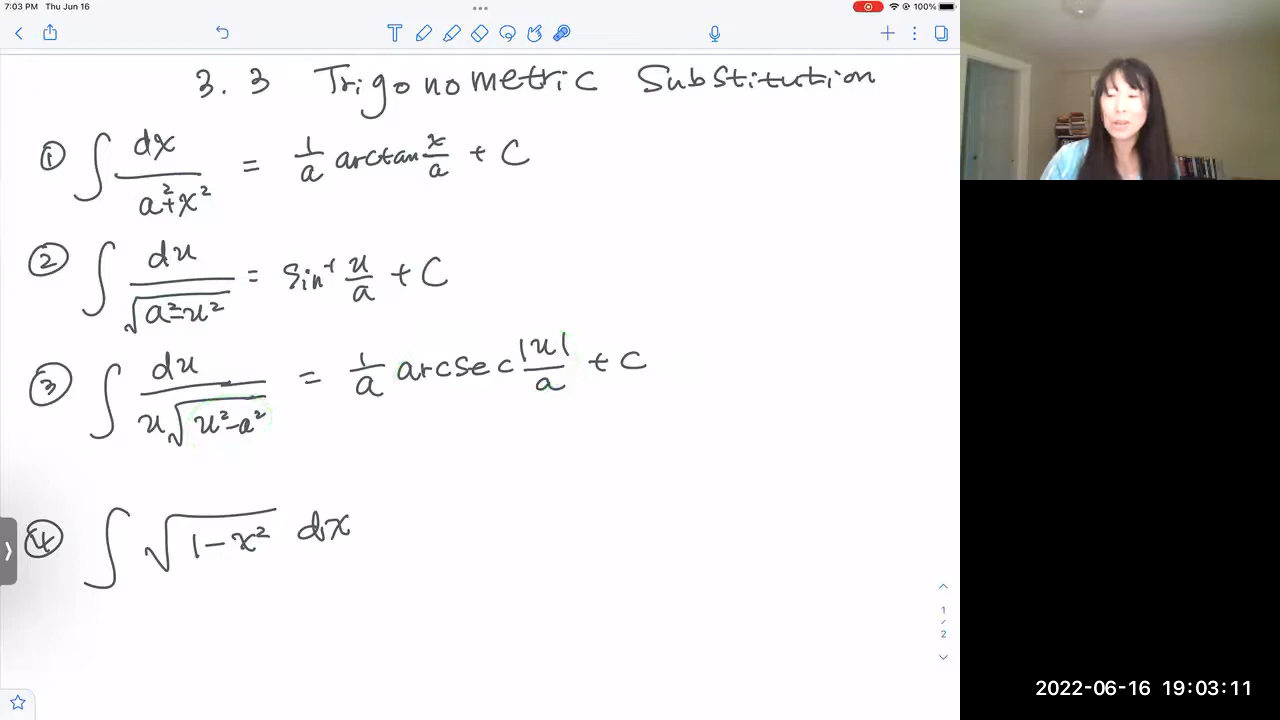 7:03 PM Thu Jun 16
100%
3.3 Trigonometric Substitution
① ∫ dx / (a²+x²) = 1/a arctan x/a + C
② ∫ du / √(a²-u²) = sin⁻¹ u/a + C
③ ∫ du / (u√(u²-a²)) = 1/a arcsec |u|/a + C
④ ∫ √(1-x²) dx
1 / 2
2022-06-16 19:03:11